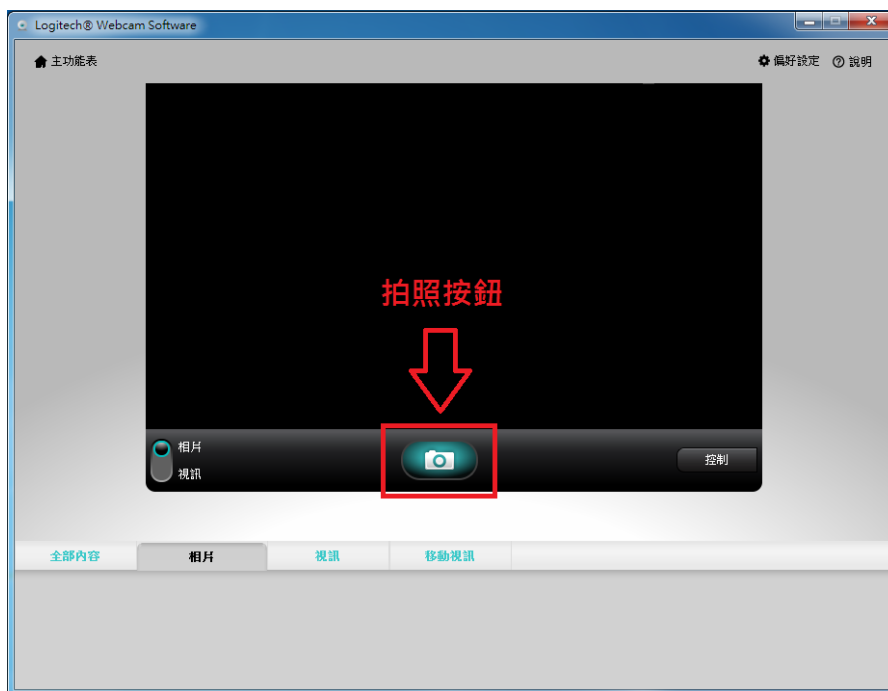 Logitech® Webcam Software
主功能表
偏好設定
說明
拍照按鈕
相片
視訊
控制
全部內容
相片
視訊
移動視訊